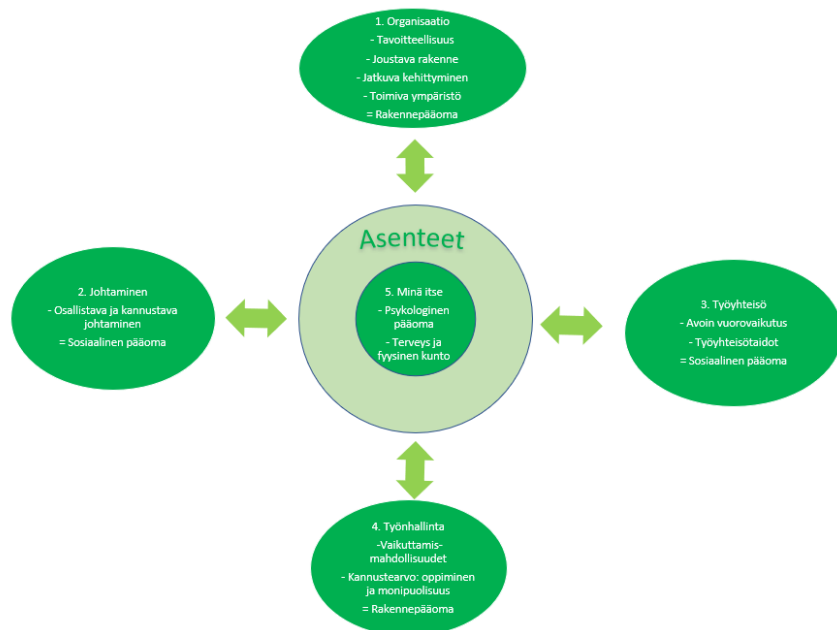 1. Organisaatio
- Tavoitteellisuus
- Joustava rakenne
- Jatkuva kehittyminen
- Toimiva ympäristö
= Rakennepääoma
Asenteet
2. Johtaminen
- Osallistava ja kannustava
johtaminen
= Sosiaalinen pääoma
5. Minä itse
- Psykologinen
pääoma
- Terveys ja
fyysinen kunto
3. Työyhteisö
- Avoin vuorovaikutus
- Työyhteisötaidot
= Sosiaalinen pääoma
4. Työnhallinta
-Vaikuttamis-
mahdollisuudet
- Kannustearvo: oppiminen
ja monipuolisuus
= Rakennepääoma